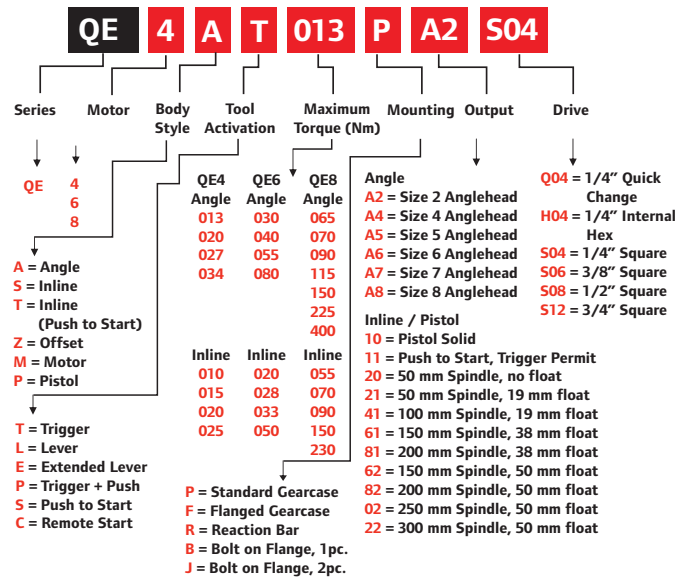 QE 4 A T 013 P A2 S04
Series Motor Body Style Tool Activation Maximum Torque (Nm) Mounting Output Drive
QE
4
6
8
A = Angle
S = Inline
T = Inline
(Push to Start)
Z = Offset
M = Motor
P = Pistol
T = Trigger
L = Lever
E = Extended Lever
P = Trigger + Push
S = Push to Start
C = Remote Start
QE4 QE6 QE8
Angle Angle Angle
013 030 065
020 040 070
027 055 090
034 080 115
150
225
400
Inline Inline Inline
010 020 055
015 028 070
020 033 090
025 050 150
230
P = Standard Gearcase
F = Flanged Gearcase
R = Reaction Bar
B = Bolt on Flange, 1pc.
J = Bolt on Flange, 2pc.
Angle
A2 = Size 2 Anglehead
A4 = Size 4 Anglehead
A5 = Size 5 Anglehead
A6 = Size 6 Anglehead
A7 = Size 7 Anglehead
A8 = Size 8 Anglehead
Inline / Pistol
10 = Pistol Solid
11 = Push to Start, Trigger Permit
20 = 50 mm Spindle, no float
21 = 50 mm Spindle, 19 mm float
41 = 100 mm Spindle, 19 mm float
61 = 150 mm Spindle, 38 mm float
81 = 200 mm Spindle, 38 mm float
62 = 150 mm Spindle, 50 mm float
82 = 200 mm Spindle, 50 mm float
02 = 250 mm Spindle, 50 mm float
22 = 300 mm Spindle, 50 mm float
Q04 = 1/4” Quick
Change
H04 = 1/4” Internal
Hex
S04 = 1/4” Square
S06 = 3/8” Square
S08 = 1/2” Square
S12 = 3/4” Square